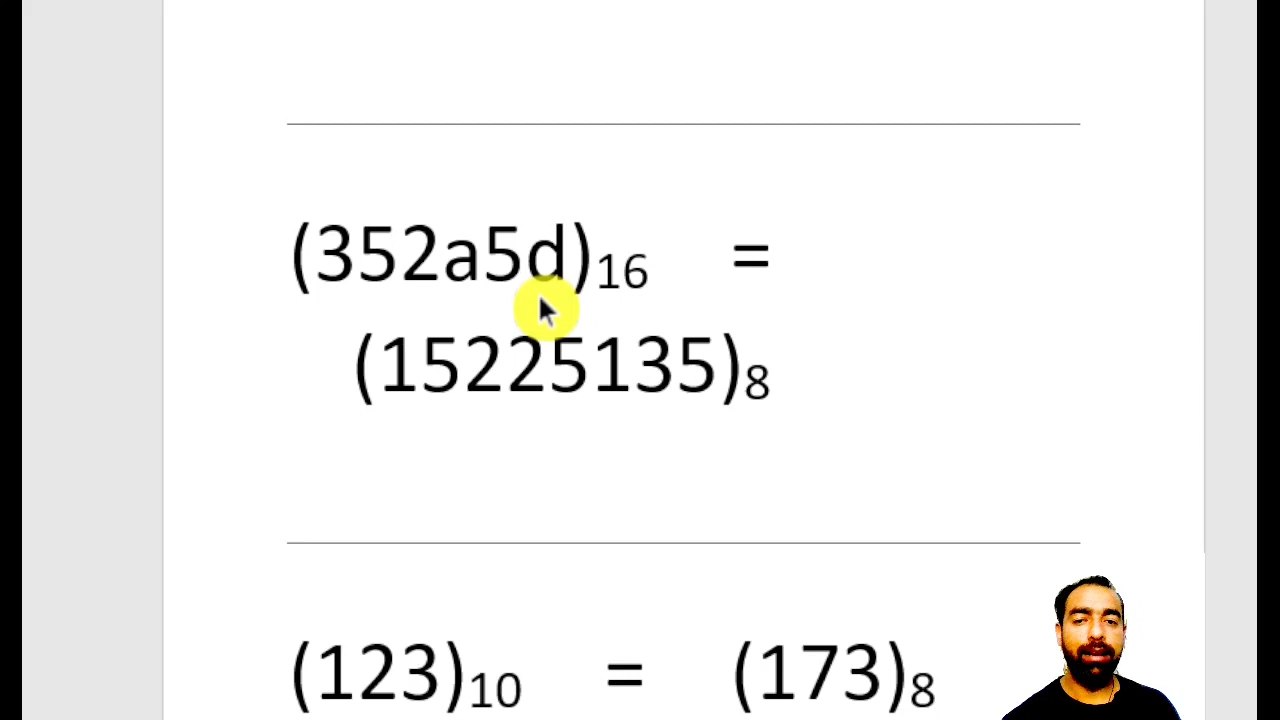 (352a5d)₁₆ =
(15225135)₈
(123)₁₀ = (173)₈